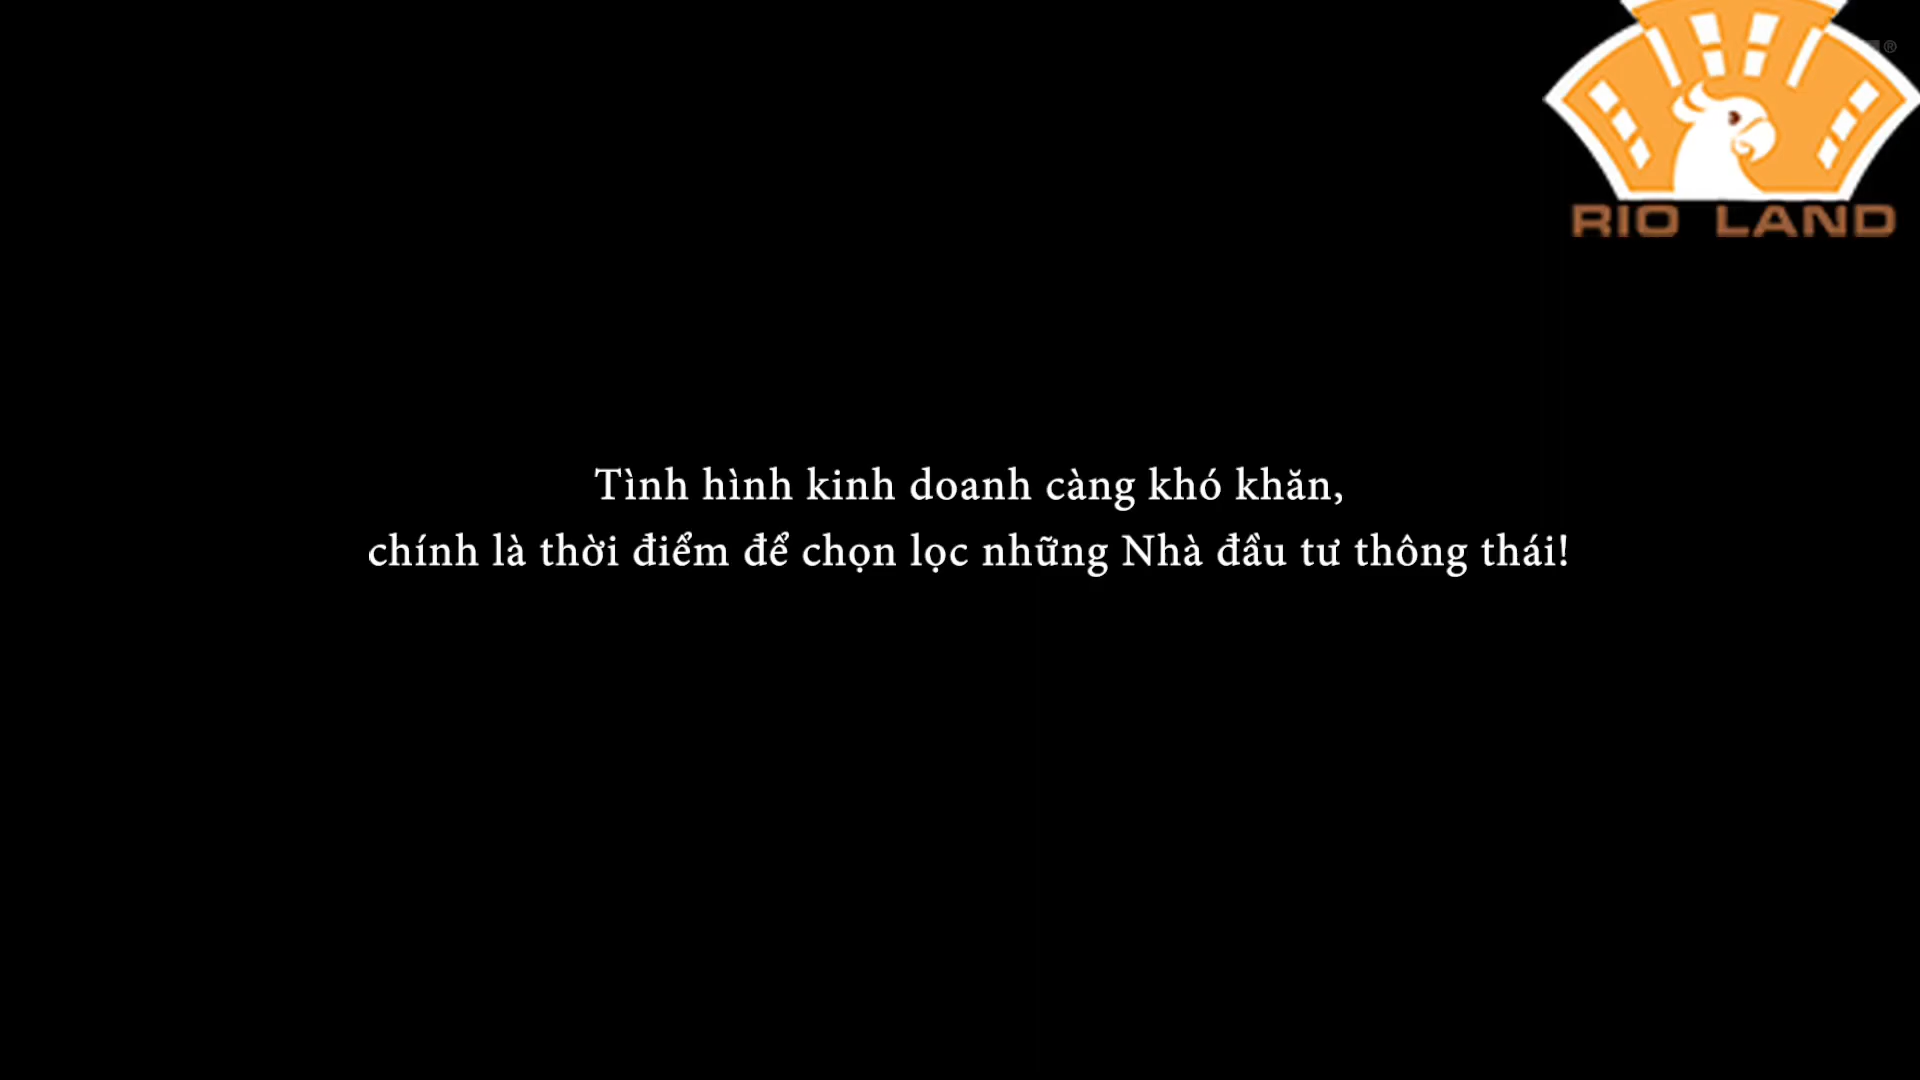 ®
RIO LAND
Tình hình kinh doanh càng khó khăn,
chính là thời điểm để chọn lọc những Nhà đầu tư thông thái!